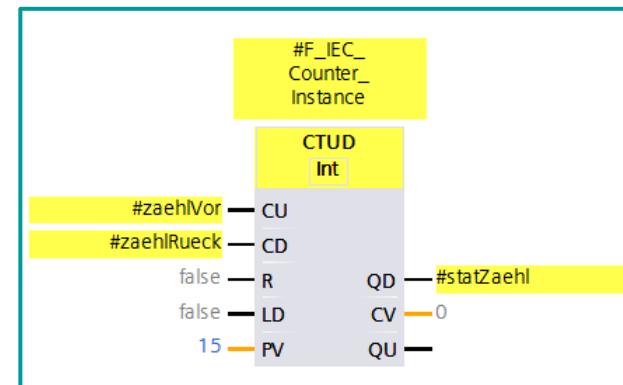 #F_IEC_
Counter_
Instance
CTUD
Int
#zaehlVor CU
#zaehlRueck CD
false R QD #statZaehl
false LD CV 0
15 PV QU